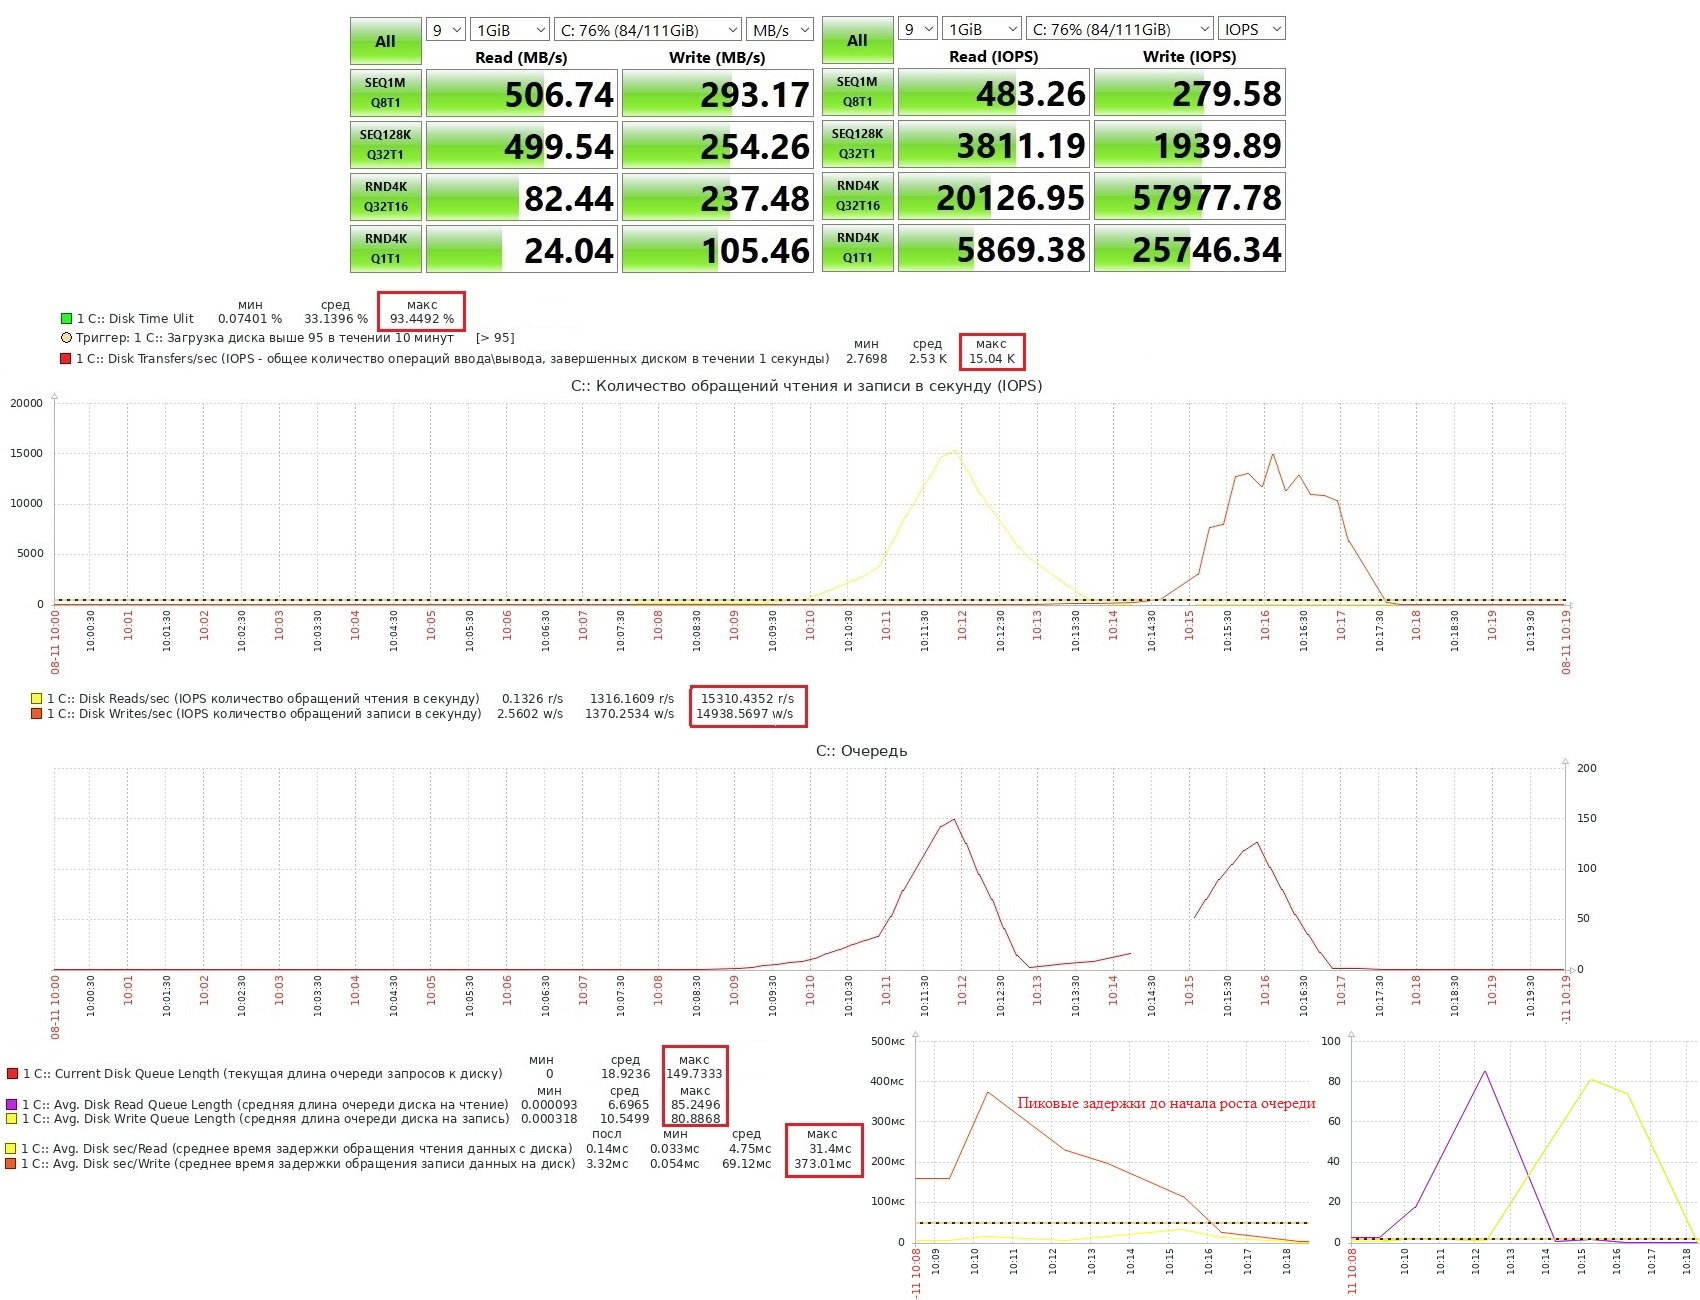 All 9 1GiB C: 76% (84/111GiB) MB/s All 9 1GiB C: 76% (84/111GiB) IOPS
Read (MB/s) Write (MB/s) Read (IOPS) Write (IOPS)
SEQ1M Q8T1 506.74 293.17 SEQ1M Q8T1 483.26 279.58
SEQ128K Q32T1 499.54 254.26 SEQ128K Q32T1 3811.19 1939.89
RND4K Q32T16 82.44 237.48 RND4K Q32T16 20126.95 57977.78
RND4K Q1T1 24.04 105.46 RND4K Q1T1 5869.38 25746.34
мин сред макс
1 C:: Disk Time Ulit 0.07401 % 33.1396 % 93.4492 %
Триггер: 1 C:: Загрузка диска выше 95 в течении 10 минут [> 95]
мин сред макс
1 C:: Disk Transfers/sec (IOPS - общее количество операций ввода\вывода, завершенных диском в течении 1 секунды) 2.7698 2.53 K 15.04 K
C:: Количество обращений чтения и записи в секунду (IOPS)
20000
15000
10000
5000
0
08-11 10:00 10:00:30 10:01 10:01:30 10:02 10:02:30 10:03 10:03:30 10:04 10:04:30 10:05 10:05:30 10:06 10:06:30 10:07 10:07:30 10:08 10:08:30 10:09 10:09:30 10:10 10:10:30 10:11 10:11:30 10:12 10:12:30 10:13 10:13:30 10:14 10:14:30 10:15 10:15:30 10:16 10:16:30 10:17 10:17:30 10:18 10:18:30 10:19 10:19:30 08-11 10:19
1 C:: Disk Reads/sec (IOPS количество обращений чтения в секунду) 0.1326 r/s 1316.1609 r/s 15310.4352 r/s
1 C:: Disk Writes/sec (IOPS количество обращений записи в секунду) 2.5602 w/s 1370.2534 w/s 14938.5697 w/s
C:: Очередь
200
150
100
50
0
08-11 10:00 10:00:30 10:01 10:01:30 10:02 10:02:30 10:03 10:03:30 10:04 10:04:30 10:05 10:05:30 10:06 10:06:30 10:07 10:07:30 10:08 10:08:30 10:09 10:09:30 10:10 10:10:30 10:11 10:11:30 10:12 10:12:30 10:13 10:13:30 10:14 10:14:30 10:15 10:15:30 10:16 10:16:30 10:17 10:17:30 10:18 10:18:30 10:19 10:19:30 -11 10:19
мин сред макс
1 C:: Current Disk Queue Length (текущая длина очереди запросов к диску) 0 18.9236 149.7333
мин сред макс
1 C:: Avg. Disk Read Queue Length (средняя длина очереди диска на чтение) 0.000093 6.6965 85.2496
1 C:: Avg. Disk Write Queue Length (средняя длина очереди диска на запись) 0.000318 10.5499 80.8868
посл мин сред макс
1 C:: Avg. Disk sec/Read (среднее время задержки обращения чтения данных с диска) 0.14мс 0.033мс 4.75мс 31.4мс
1 C:: Avg. Disk sec/Write (среднее время задержки обращения записи данных на диск) 3.32мс 0.054мс 69.12мс 373.01мс
500мс
400мс
Пиковые задержки до начала роста очереди
300мс
200мс
100мс
0
-11 10:08 10:09 10:10 10:11 10:12 10:13 10:14 10:15 10:16 10:17 10:18
100
80
60
40
20
0
-11 10:08 10:10 10:11 10:12 10:13 10:14 10:15 10:16 10:17 10:18